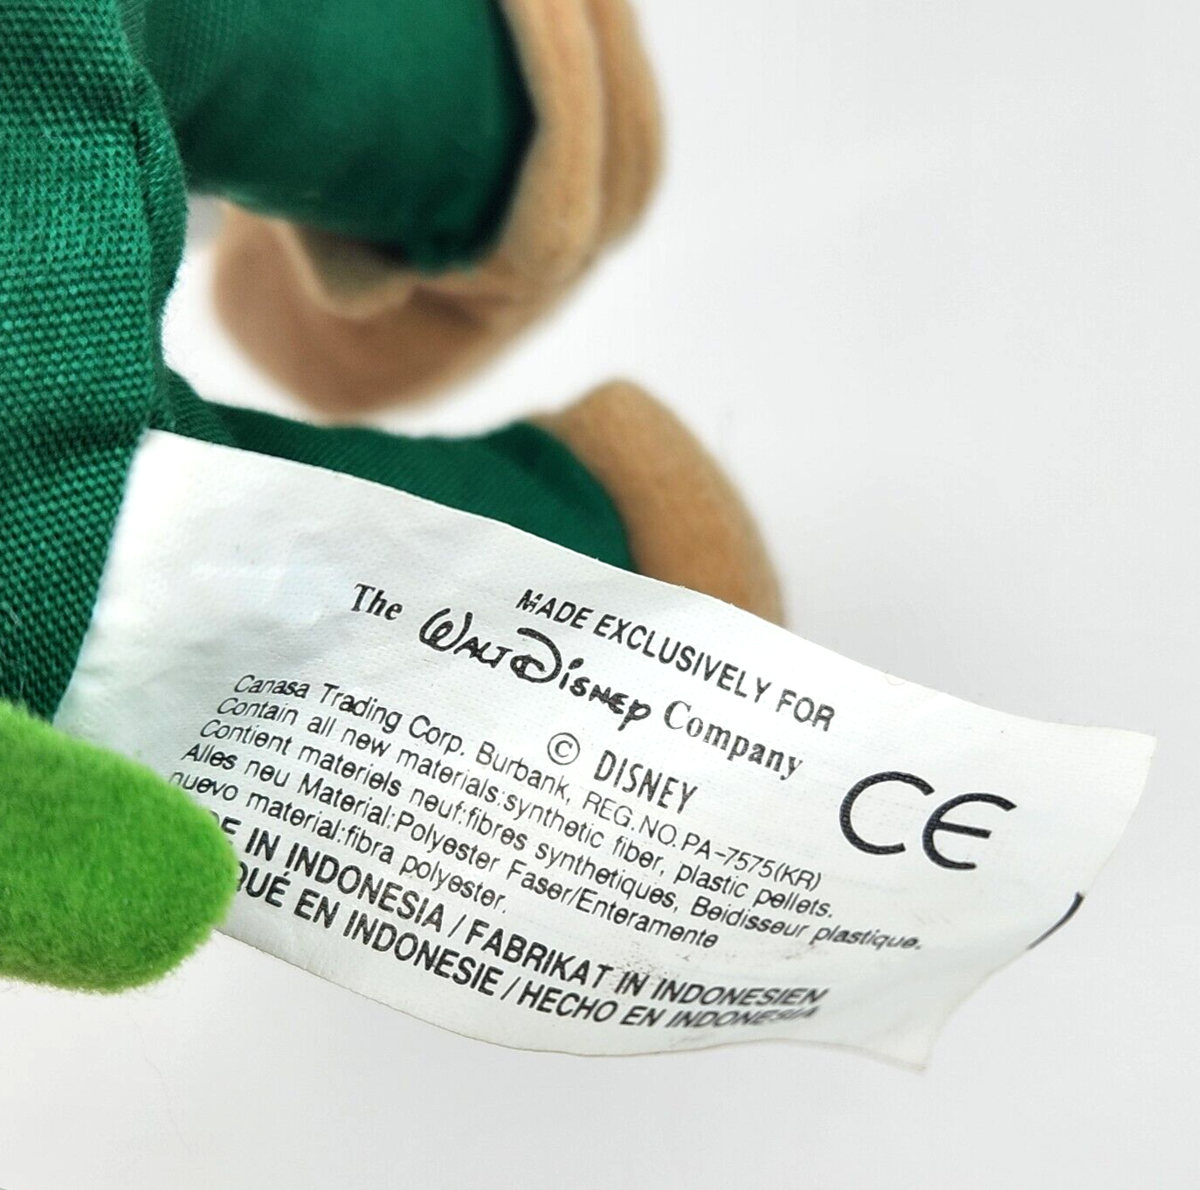 MADE EXCLUSIVELY FOR
The WALT DISNEY Company
© DISNEY
CE
Canasa Trading Corp. Burbank, REG.NO.PA-7575(KR)
Contain all new materials:synthetic fiber, plastic pellets.
Contient materiels neuf:fibres synthetiques, Beidisseur plastique.
Alles neu Material:Polyester Faser/Enteramente
nuevo material:fibra polyester.
IN INDONESIA / FABRIKAT IN INDONESIEN
QUÉ EN INDONESIE / HECHO EN INDONESIA